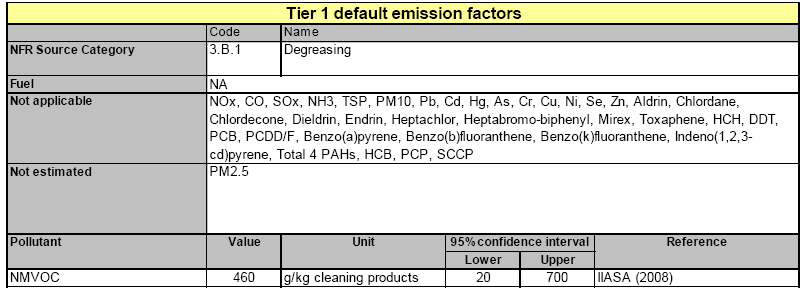 Tier 1 default emission factors
Code Name
NFR Source Category 3.B.1 Degreasing
Fuel NA
Not applicable NOx, CO, SOx, NH3, TSP, PM10, Pb, Cd, Hg, As, Cr, Cu, Ni, Se, Zn, Aldrin, Chlordane,
Chlordecone, Dieldrin, Endrin, Heptachlor, Heptabromo-biphenyl, Mirex, Toxaphene, HCH, DDT,
PCB, PCDD/F, Benzo(a)pyrene, Benzo(b)fluoranthene, Benzo(k)fluoranthene, Indeno(1,2,3-
cd)pyrene, Total 4 PAHs, HCB, PCP, SCCP
Not estimated PM2.5
Pollutant Value Unit 95% confidence interval Reference
Lower Upper
NMVOC 460 g/kg cleaning products 20 700 IIASA (2008)